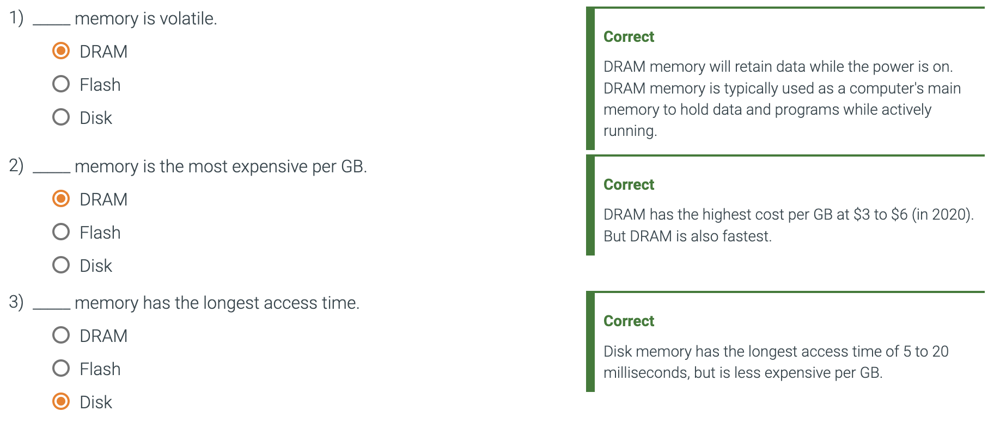 1) _____ memory is volatile.
DRAM
Flash
Disk
Correct
DRAM memory will retain data while the power is on.
DRAM memory is typically used as a computer's main
memory to hold data and programs while actively
running.
2) _____ memory is the most expensive per GB.
DRAM
Flash
Disk
Correct
DRAM has the highest cost per GB at $3 to $6 (in 2020).
But DRAM is also fastest.
3) _____ memory has the longest access time.
DRAM
Flash
Disk
Correct
Disk memory has the longest access time of 5 to 20
milliseconds, but is less expensive per GB.